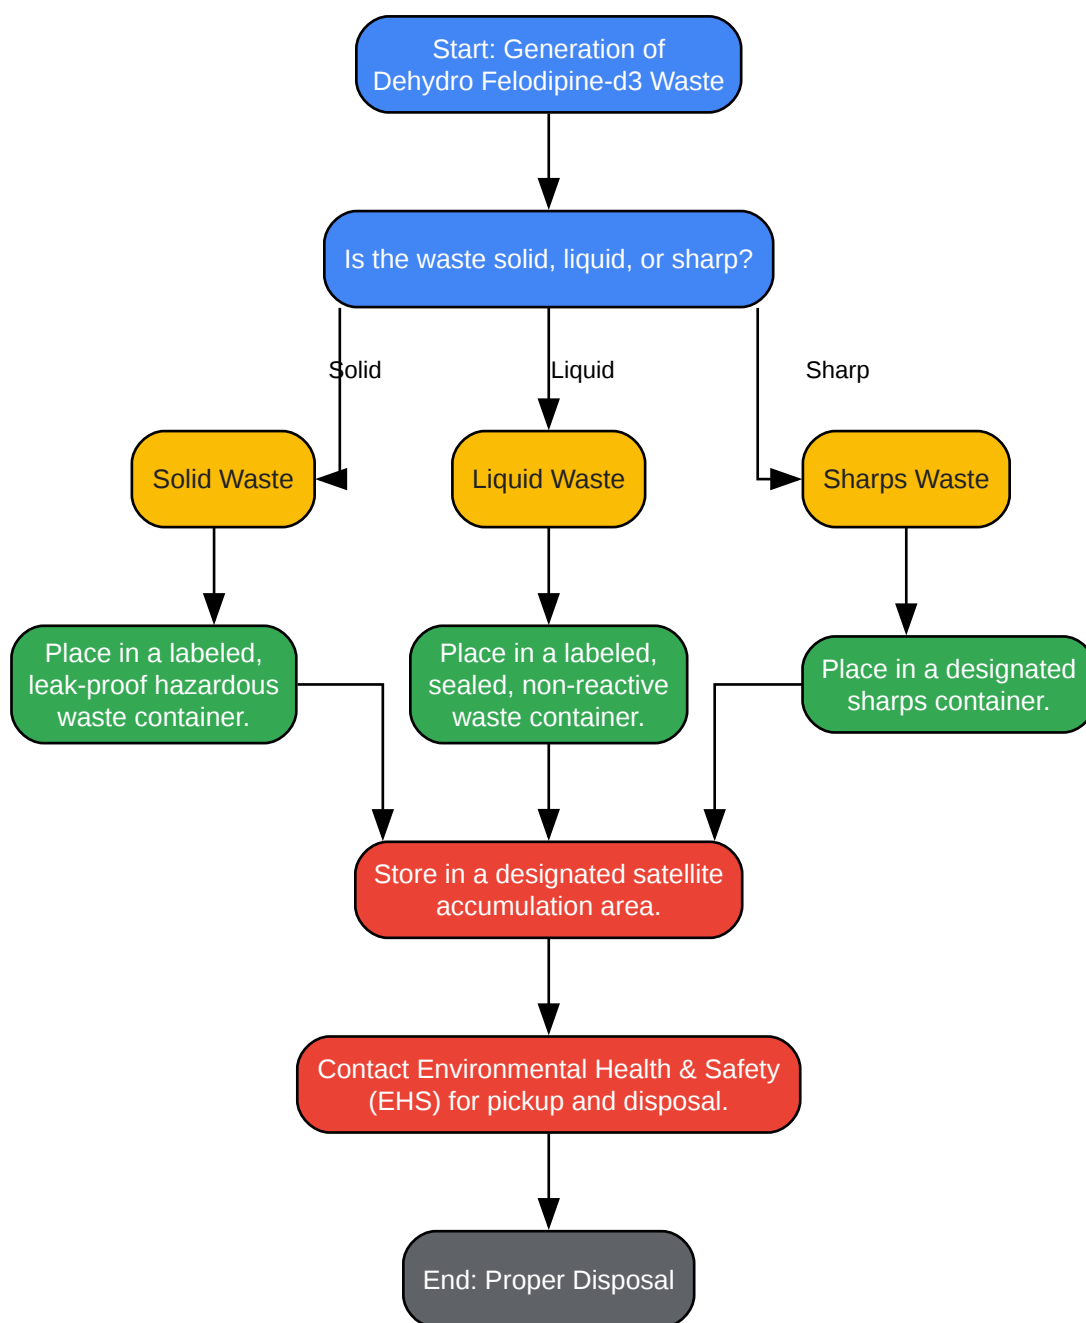 Start: Generation of
Dehydro Felodipine-d3 Waste
Is the waste solid, liquid, or sharp?
Solid
Liquid
Sharp
Solid Waste
Liquid Waste
Sharps Waste
Place in a labeled,
leak-proof hazardous
waste container.
Place in a labeled,
sealed, non-reactive
waste container.
Place in a designated
sharps container.
Store in a designated satellite
accumulation area.
Contact Environmental Health & Safety
(EHS) for pickup and disposal.
End: Proper Disposal